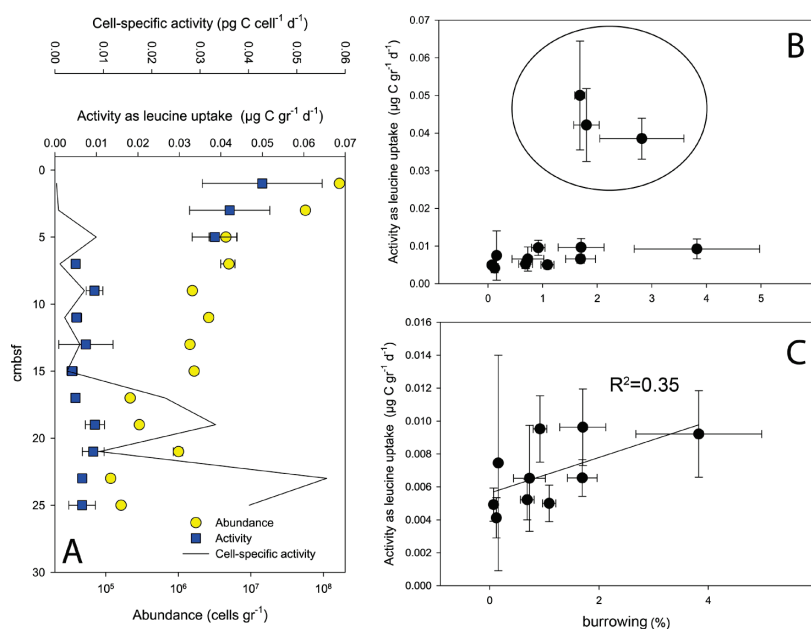 Cell-specific activity (pg C cell⁻¹ d⁻¹)
0.00 0.01 0.02 0.03 0.04 0.05 0.06
Activity as leucine uptake (µg C gr⁻¹ d⁻¹)
0.00 0.01 0.02 0.03 0.04 0.05 0.06 0.07
cmbsf
0
5
10
15
20
25
30
Abundance
Activity
Cell-specific activity
A
10⁵ 10⁶ 10⁷ 10⁸
Abundance (cells gr⁻¹)
B
Activity as leucine uptake (µg C gr⁻¹ d⁻¹)
0.07
0.06
0.05
0.04
0.03
0.02
0.01
0.00
0 1 2 3 4 5
C
Activity as leucine uptake (µg C gr⁻¹ d⁻¹)
0.016
0.014
0.012
0.010
0.008
0.006
0.004
0.002
0.000
R²=0.35
0 2 4
burrowing (%)